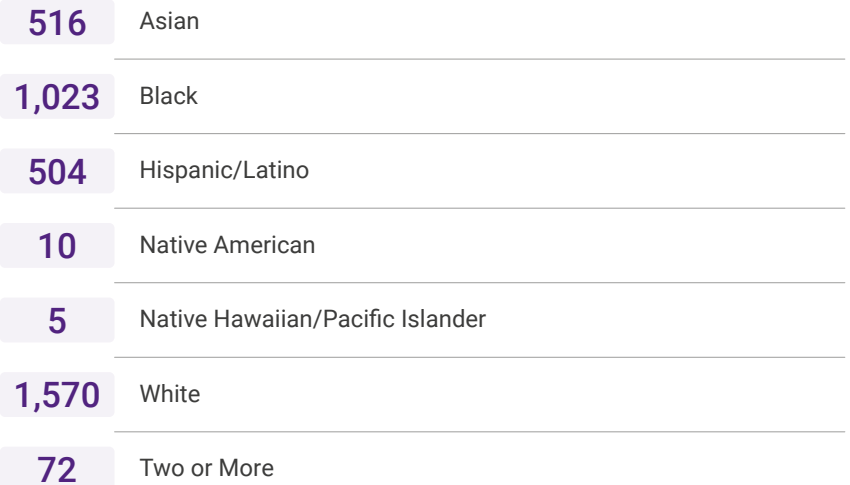 516 Asian
1,023 Black
504 Hispanic/Latino
10 Native American
5 Native Hawaiian/Pacific Islander
1,570 White
72 Two or More